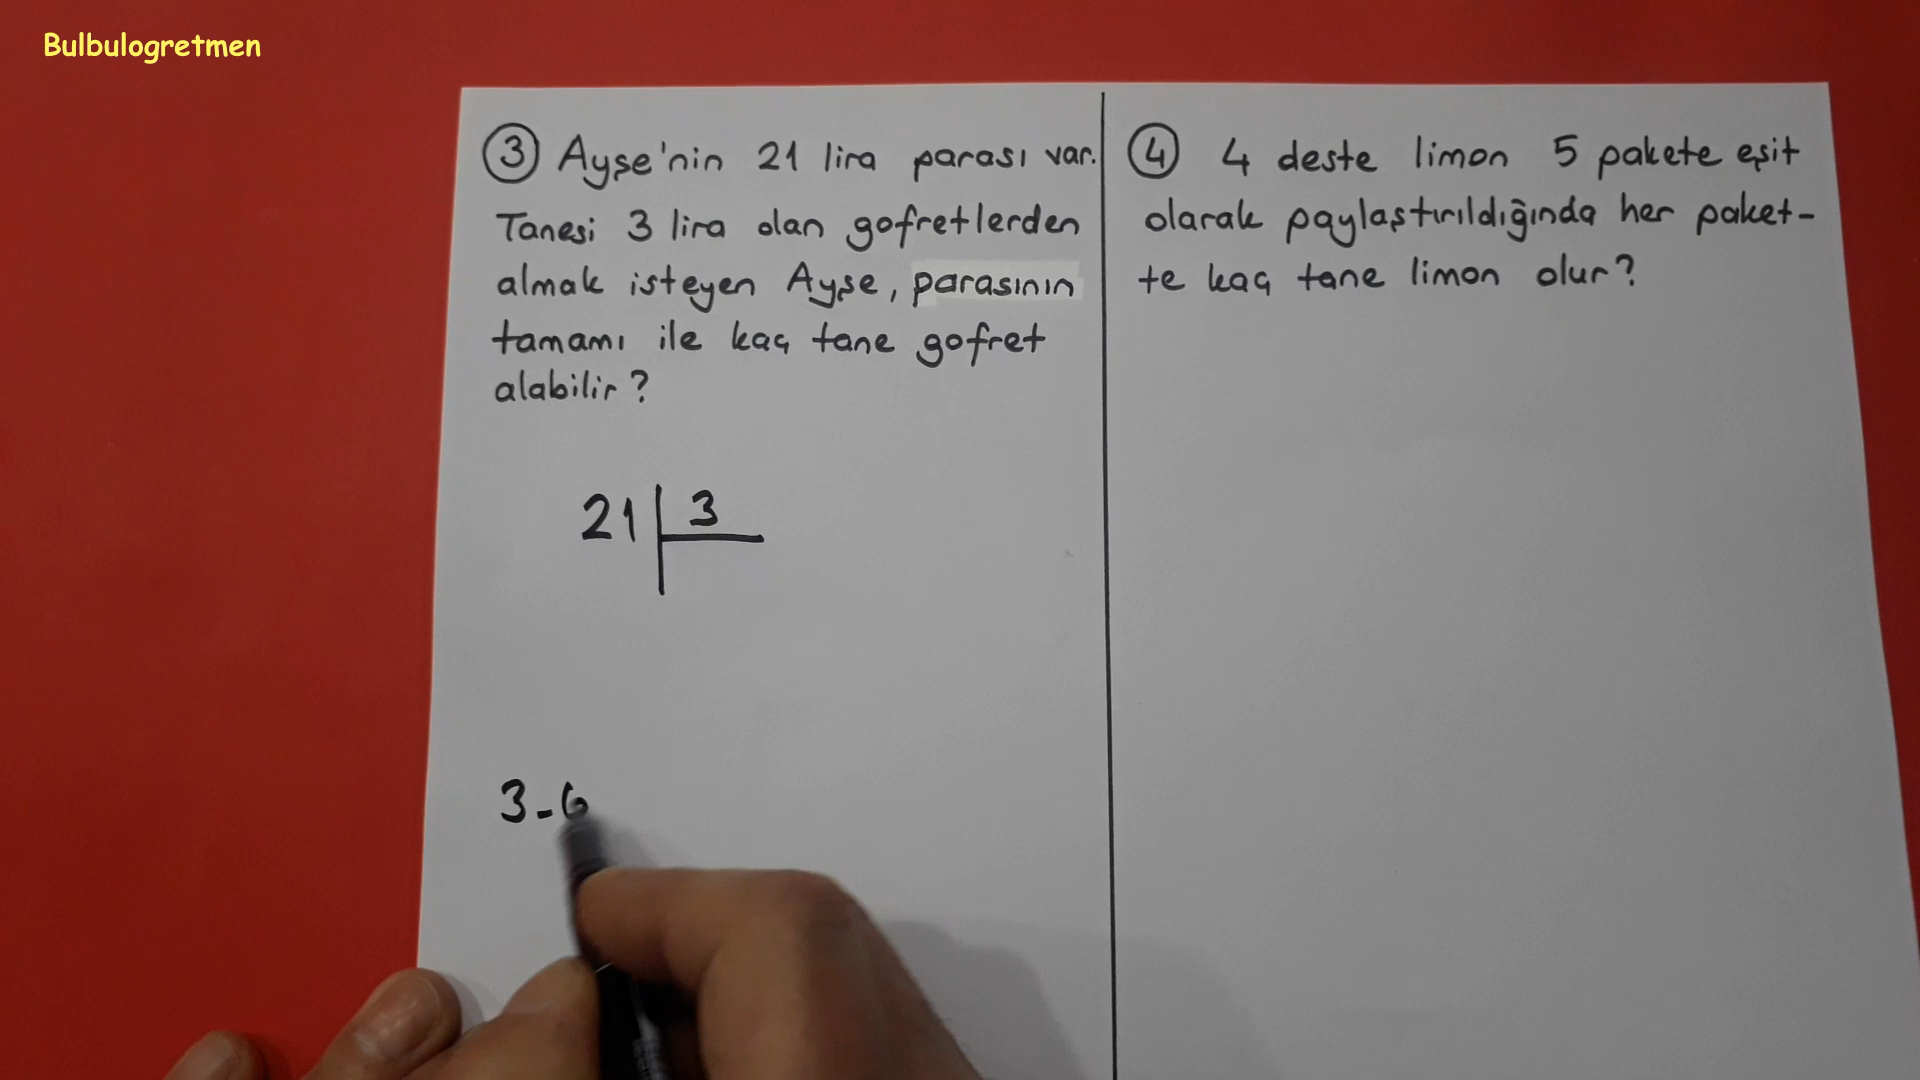 Bulbulogretmen
3 Ayşe'nin 21 lira parası var.
Tanesi 3 lira olan gofretlerden
almak isteyen Ayşe, parasının
tamamı ile kaç tane gofret
alabilir?
21 3
3-6
4 4 deste limon 5 pakete eşit
olarak paylaştırıldığında her paket-
te kaç tane limon olur?